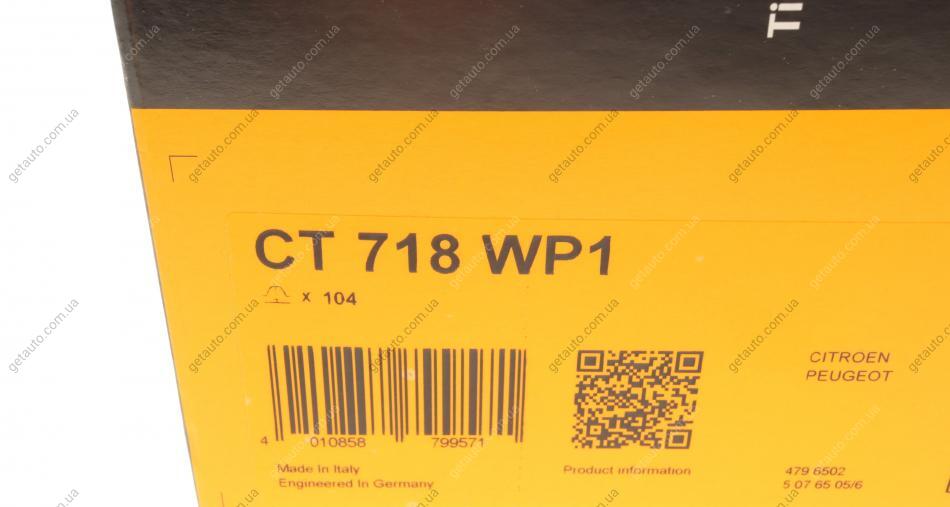 Ti
CT 718 WP1
x 104
CITROEN
PEUGEOT
4 010858 799571
Made in Italy
Engineered In Germany
Product information
479 6502
5 07 65 05/6
getauto.com.ua